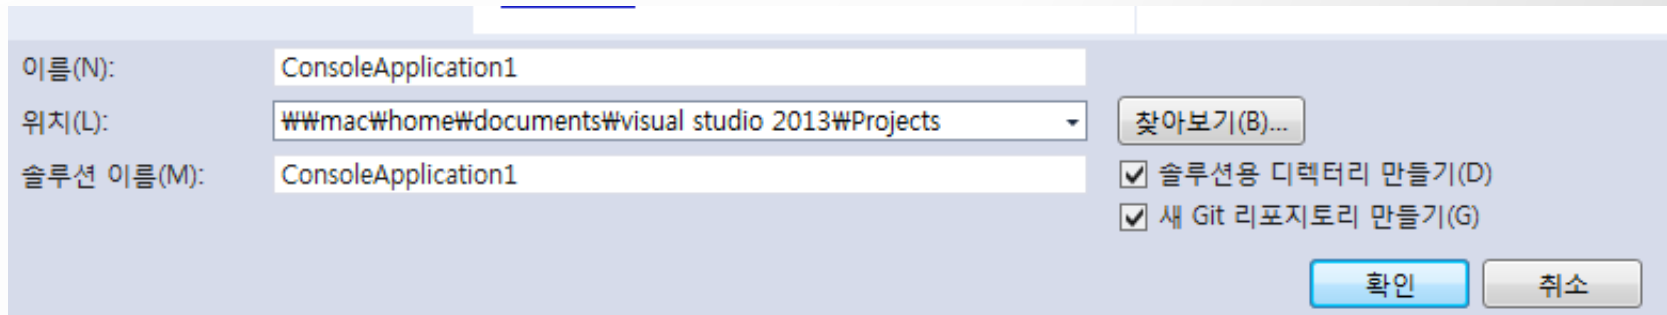 이름(N): ConsoleApplication1
위치(L): ₩₩mac₩home₩documents₩visual studio 2013₩Projects 찾아보기(B)...
솔루션 이름(M): ConsoleApplication1 솔루션용 디렉터리 만들기(D)
새 Git 리포지토리 만들기(G)
확인 취소